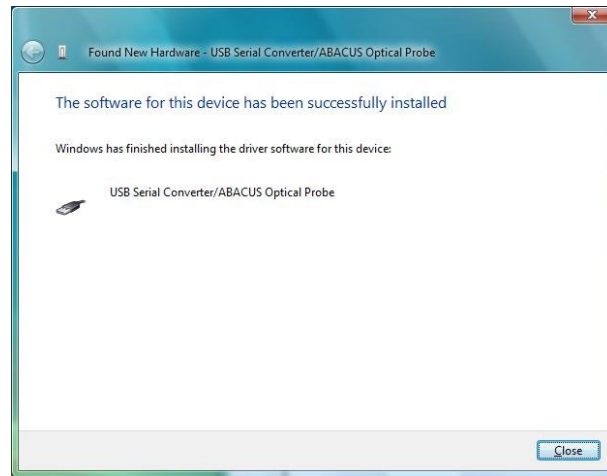 Found New Hardware - USB Serial Converter/ABACUS Optical Probe
The software for this device has been successfully installed
Windows has finished installing the driver software for this device:
USB Serial Converter/ABACUS Optical Probe
Close